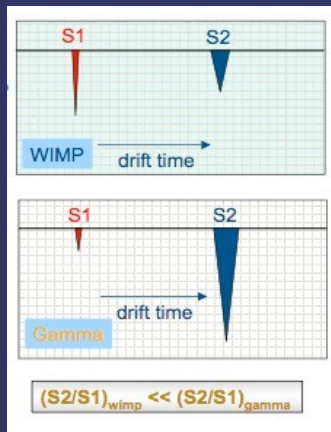 S1 S2
WIMP
drift time
S1 S2
drift time
Gamma
(S2/S1)wimp << (S2/S1)gamma